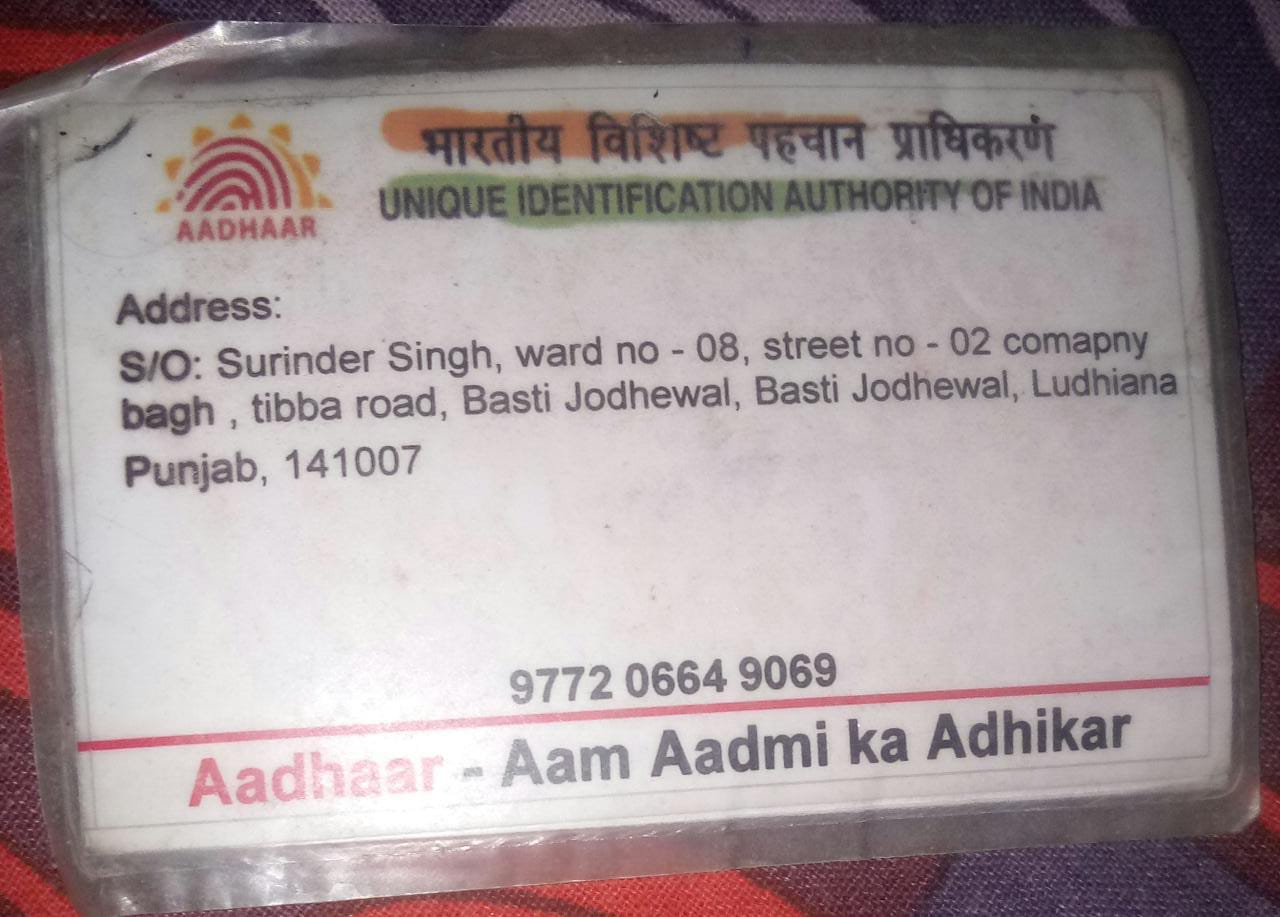 भारतीय विशिष्ट पहचान प्राधिकरणं
UNIQUE IDENTIFICATION AUTHORITY OF INDIA
AADHAAR
Address:
S/O: Surinder Singh, ward no - 08, street no - 02 comapny
bagh , tibba road, Basti Jodhewal, Basti Jodhewal, Ludhiana
Punjab, 141007
9772 0664 9069
Aadhaar - Aam Aadmi ka Adhikar